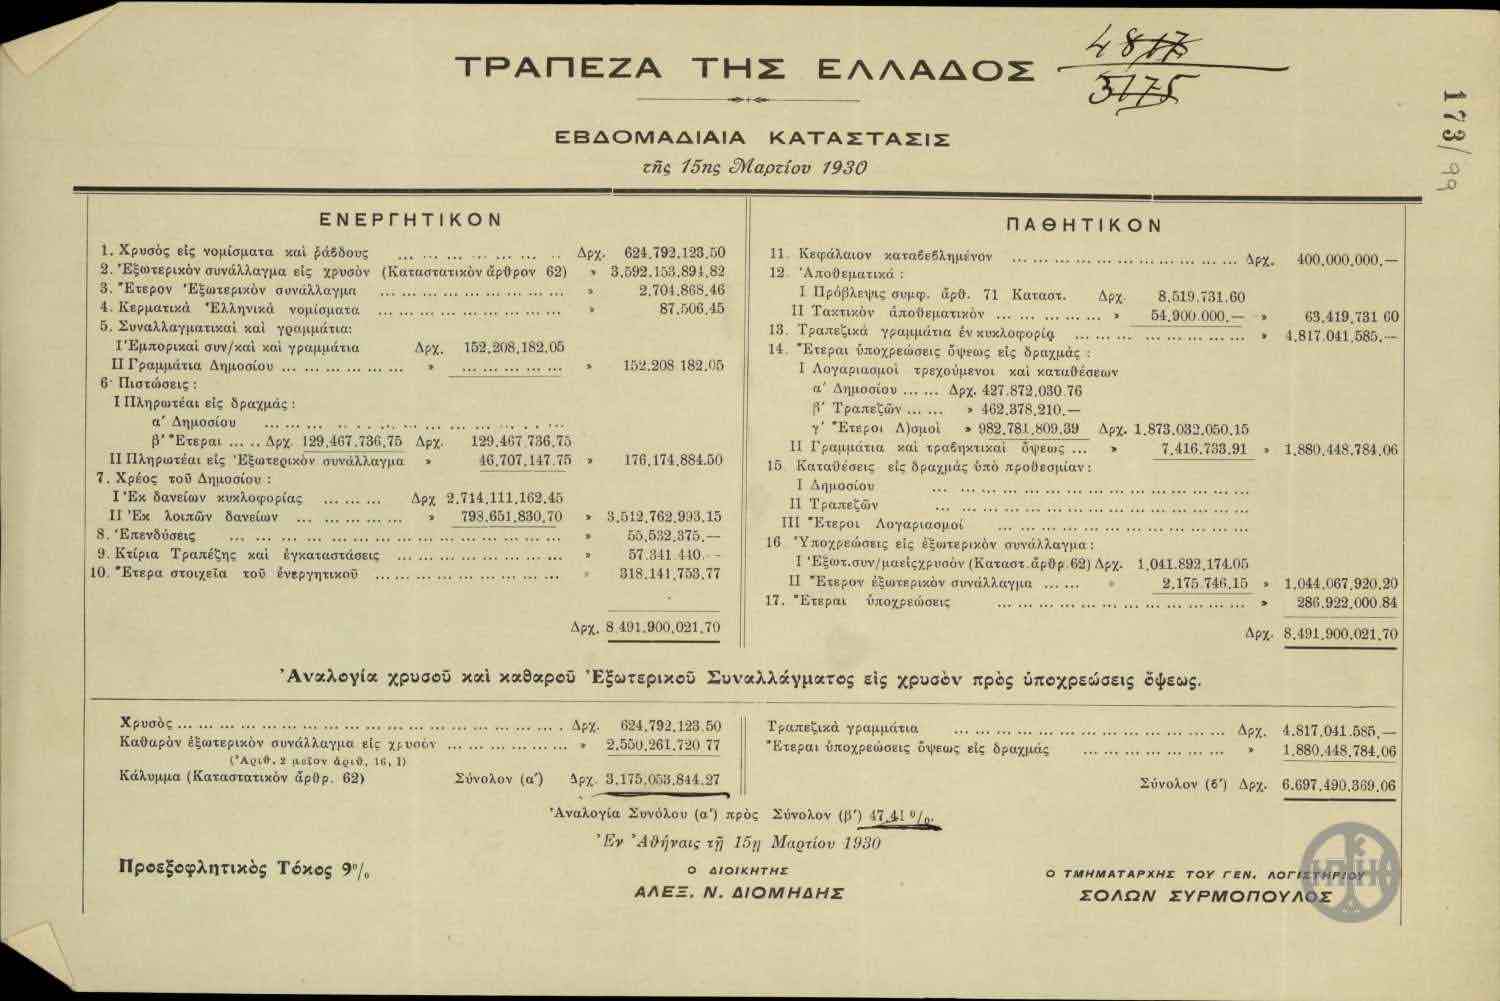 ΤΡΑΠΕΖΑ ΤΗΣ ΕΛΛΑΔΟΣ
4817
3175
173/99
ΕΒΔΟΜΑΔΙΑΙΑ ΚΑΤΑΣΤΑΣΙΣ
τῆς 15ης Μαρτίου 1930
ΕΝΕΡΓΗΤΙΚΟΝ
1. Χρυσὸς εἰς νομίσματα καὶ ῥάβδους ... Δρχ. 624.792.123.50
2. Ἐξωτερικὸν συνάλλαγμα εἰς χρυσὸν (Καταστατικὸν ἄρθρον 62) » 3,592.153.894.82
3. Ἕτερον Ἐξωτερικὸν συνάλλαγμα ... » 2.704.868.46
4. Κερματικὰ Ἑλληνικὰ νομίσματα ... » 87.506.45
5. Συναλλαγματικαὶ καὶ γραμμάτια:
I Ἐμπορικαὶ συν/καὶ καὶ γραμμάτια Δρχ. 152.208,182.05
II Γραμμάτια Δημοσίου ... » ... » 152.208 182.05
6· Πιστώσεις :
I Πληρωτέαι εἰς δραχμάς :
α΄ Δημοσίου ...
β΄ Ἕτεραι ... Δρχ. 129,467.736,75 Δρχ. 129.467.736.75
II Πληρωτέαι εἰς Ἐξωτερικὸν συνάλλαγμα » 46.707.147.75 » 176.174.884.50
7. Χρέος τοῦ Δημοσίου :
I Ἐκ δανείων κυκλοφορίας ... Δρχ 2.714.111.162.45
II Ἐκ λοιπῶν δανείων ... » 798.651.830.70 » 3.512.762.993.15
8. Ἐπενδύσεις ... » 55,532.375.—
9. Κτίρια Τραπέζης καὶ ἐγκαταστάσεις ... » 57.341 410.—
10. Ἕτερα στοιχεῖα τοῦ ἐνεργητικοῦ ... » 318.141,753.77
Δρχ. 8.491.900.021.70
ΠΑΘΗΤΙΚΟΝ
11. Κεφάλαιον καταβεβλημένον ... Δρχ. 400.000.000.—
12. Ἀποθεματικά :
I Πρόβλεψις συμφ. ἄρθ. 71 Καταστ. Δρχ. 8.519.731.60
II Τακτικὸν ἀποθεματικὸν ... » 54.900.000.— » 63.419,731 60
13. Τραπεζικὰ γραμμάτια ἐν κυκλοφορίᾳ ... » 4.817.041.585.—
14. Ἕτεραι ὑποχρεώσεις ὄψεως εἰς δραχμάς :
I Λογαριασμοὶ τρεχούμενοι καὶ καταθέσεων
α΄ Δημοσίου ... Δρχ. 427.872.030.76
β΄ Τραπεζῶν ... » 462.378,210.—
γ΄ Ἕτεροι Λ)σμοὶ » 982,781.809.39 Δρχ. 1.873.032.050.15
II Γραμμάτια καὶ τραβηκτικαὶ ὄψεως ... » 7.416.733.91 » 1.880.448.784.06
15. Καταθέσεις εἰς δραχμὰς ὑπὸ προθεσμίαν :
I Δημοσίου ...
II Τραπεζῶν ...
III Ἕτεροι Λογαριασμοὶ ...
16. Ὑποχρεώσεις εἰς ἐξωτερικὸν συνάλλαγμα :
I Ἐξωτ.συν/μαεἰςχρυσὸν (Καταστ.ἄρθρ.62) Δρχ. 1.041.892,174.05
II Ἕτερον ἐξωτερικὸν συνάλλαγμα ... » 2.175.746.15 » 1.044.067.920.20
17. Ἕτεραι ὑποχρεώσεις ... » 286.922,000.84
Δρχ. 8.491.900.021.70
Ἀναλογία χρυσοῦ καὶ καθαροῦ Ἐξωτερικοῦ Συναλλάγματος εἰς χρυσὸν πρὸς ὑποχρεώσεις ὄψεως.
Χρυσὸς ... Δρχ. 624.792.123.50
Καθαρὸν ἐξωτερικὸν συνάλλαγμα εἰς χρυσὸν ... » 2.550,261.720 77
(Ἀριθ. 2 μεῖον ἀριθ. 16, I)
Κάλυμμα (Καταστατικὸν ἄρθρ. 62) Σύνολον (α΄) Δρχ. 3.175.053.844.27
Τραπεζικὰ γραμμάτια ... Δρχ. 4.817.041.585.—
Ἕτεραι ὑποχρεώσεις ὄψεως εἰς δραχμάς ... » 1.880.448.784,06
Σύνολον (β΄) Δρχ. 6.697.490.369.06
Ἀναλογία Συνόλου (α΄) πρὸς Σύνολον (β΄) 47.41 %.
Ἐν Ἀθήναις τῇ 15ῃ Μαρτίου 1930
Προεξοφλητικὸς Τόκος 9%
Ο ΔΙΟΙΚΗΤΗΣ
ΑΛΕΞ. Ν. ΔΙΟΜΗΔΗΣ
Ο ΤΜΗΜΑΤΑΡΧΗΣ ΤΟΥ ΓΕΝ. ΛΟΓΙΣΤΗΡΙΟΥ
ΣΟΛΩΝ ΣΥΡΜΟΠΟΥΛΟΣ